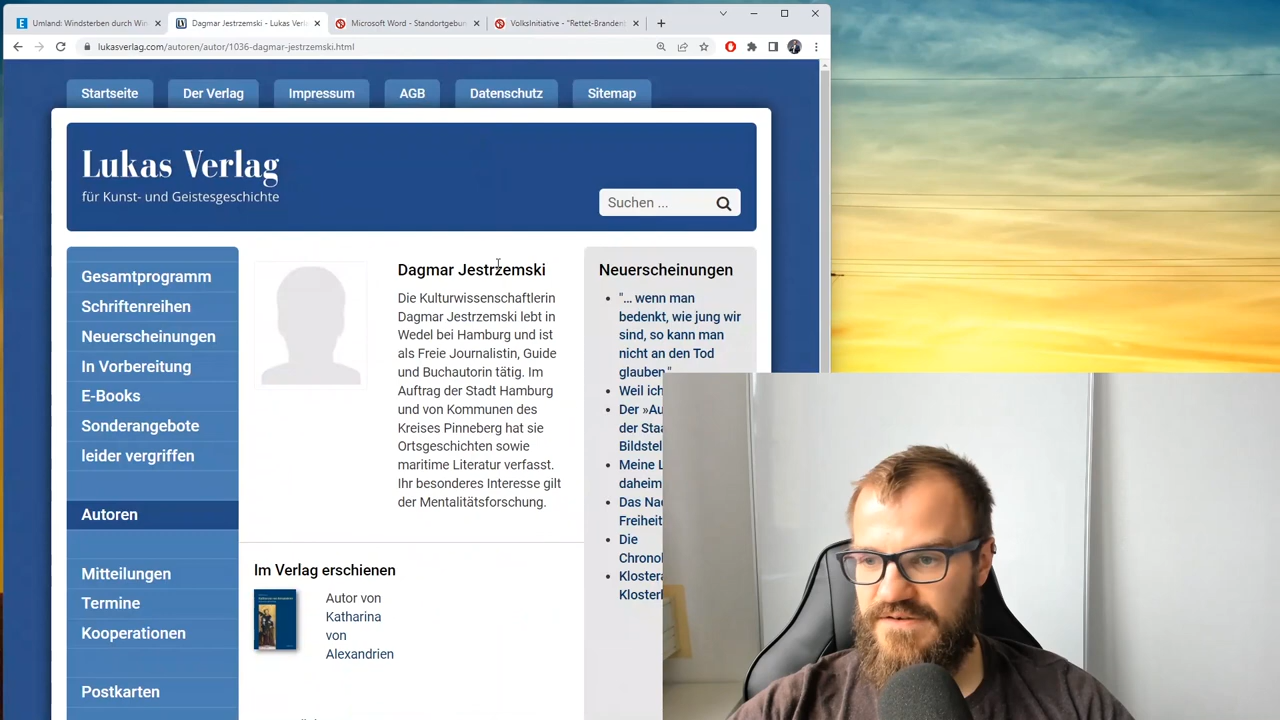 Umland: Windsterben durch Win
Dagmar Jestrzemski - Lukas Verl
Microsoft Word - Standortgebun
VolksInitiative - "Rettet-Branden
lukasverlag.com/autoren/autor/1036-dagmar-jestrzemski.html
Startseite
Der Verlag
Impressum
AGB
Datenschutz
Sitemap
Lukas Verlag
für Kunst- und Geistesgeschichte
Suchen ...
Gesamtprogramm
Schriftenreihen
Neuerscheinungen
In Vorbereitung
E-Books
Sonderangebote
leider vergriffen
Autoren
Mitteilungen
Termine
Kooperationen
Postkarten
Dagmar Jestrzemski
Die Kulturwissenschaftlerin
Dagmar Jestrzemski lebt in
Wedel bei Hamburg und ist
als Freie Journalistin, Guide
und Buchautorin tätig. Im
Auftrag der Stadt Hamburg
und von Kommunen des
Kreises Pinneberg hat sie
Ortsgeschichten sowie
maritime Literatur verfasst.
Ihr besonderes Interesse gilt
der Mentalitätsforschung.
Im Verlag erschienen
Autor von
Katharina
von
Alexandrien
Neuerscheinungen
"... wenn man
bedenkt, wie jung wir
sind, so kann man
nicht an den Tod
glauben."
Weil ich
Der »Au
der Staa
Bildstel
Meine L
daheim
Das Nac
Freiheit
Die
Chronol
Klostera
Klosterk